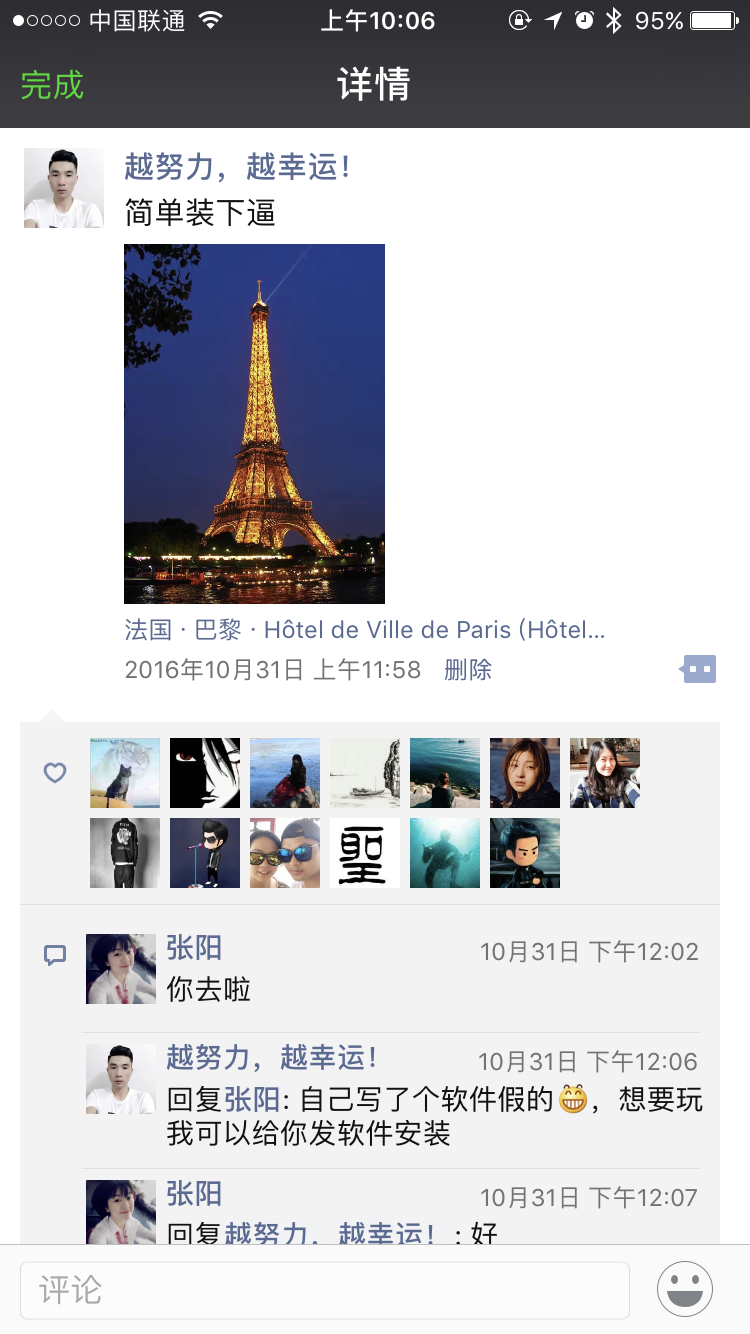 中国联通
上午10:06
95%
完成
详情
越努力，越幸运！
简单装下逼
法国 · 巴黎 · Hôtel de Ville de Paris (Hôtel...
2016年10月31日 上午11:58
删除
聖
张阳
10月31日 下午12:02
你去啦
越努力，越幸运！
10月31日 下午12:06
回复张阳: 自己写了个软件假的😁，想要玩
我可以给你发软件安装
张阳
10月31日 下午12:07
回复越努力，越幸运！: 好
评论